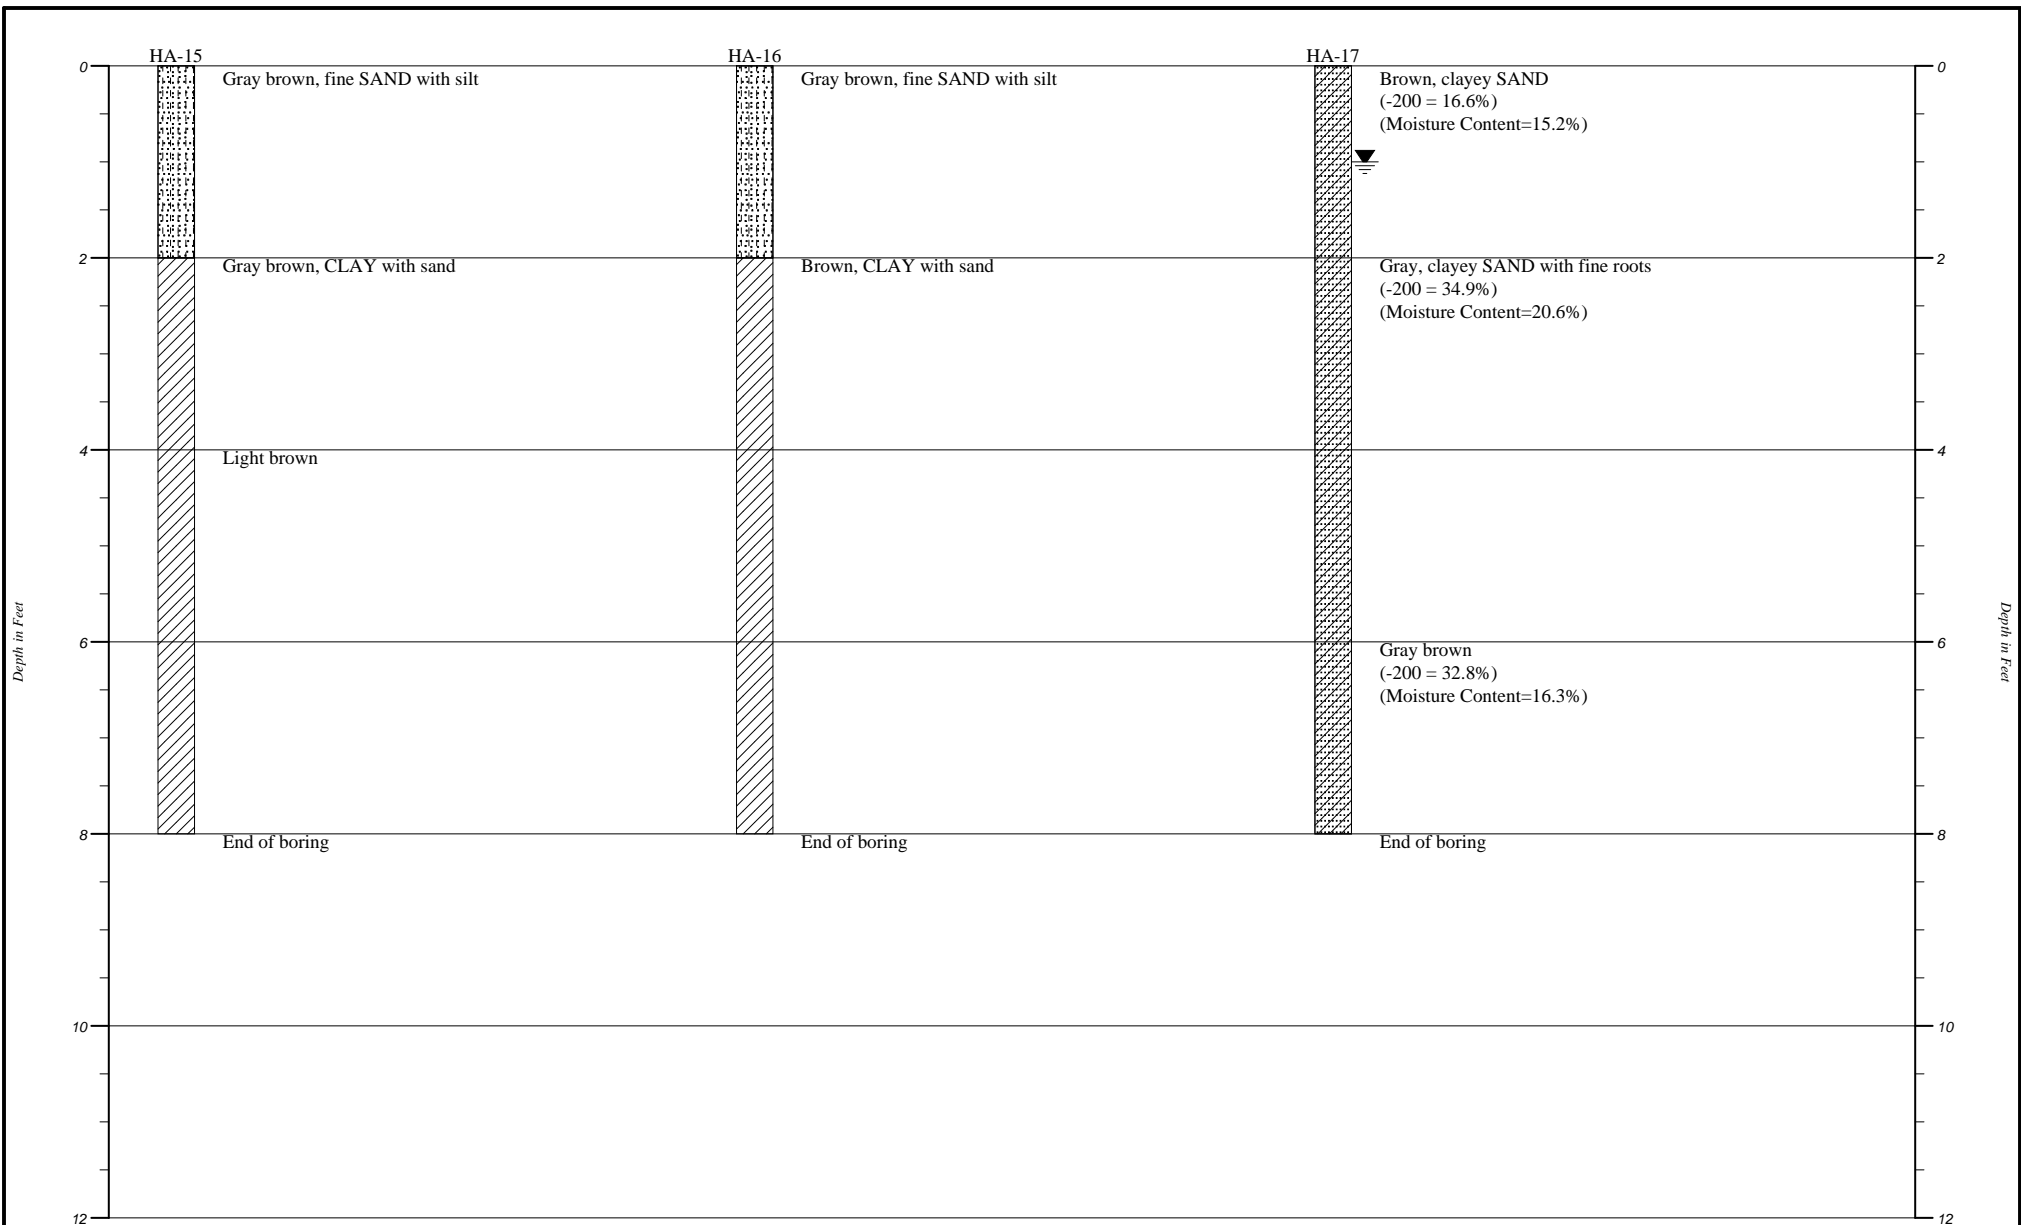 HA-15
HA-16
HA-17
0
Gray brown, fine SAND with silt
Gray brown, fine SAND with silt
Brown, clayey SAND
(-200 = 16.6%)
(Moisture Content=15.2%)
0
2
Gray brown, CLAY with sand
Brown, CLAY with sand
Gray, clayey SAND with fine roots
(-200 = 34.9%)
(Moisture Content=20.6%)
2
4
Light brown
4
Depth in Feet
6
Gray brown
(-200 = 32.8%)
(Moisture Content=16.3%)
6
Depth in Feet
8
End of boring
End of boring
End of boring
8
10
10
12
12